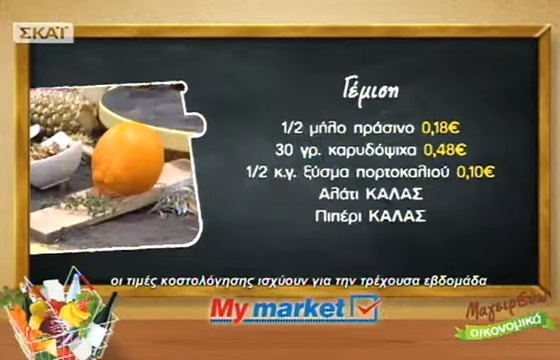 ΣΚΑΪ
Γέμιση
1/2 μήλο πράσινο 0,18€
30 γρ. καρυδόψιχα 0,48€
1/2 κ.γ. ξύσμα πορτοκαλιού 0,10€
Αλάτι ΚΑΛΑΣ
Πιπέρι ΚΑΛΑΣ
οι τιμές κοστολόγησης ισχύουν για την τρέχουσα εβδομάδα
My market
Μαγειρεύω
οικονομικά